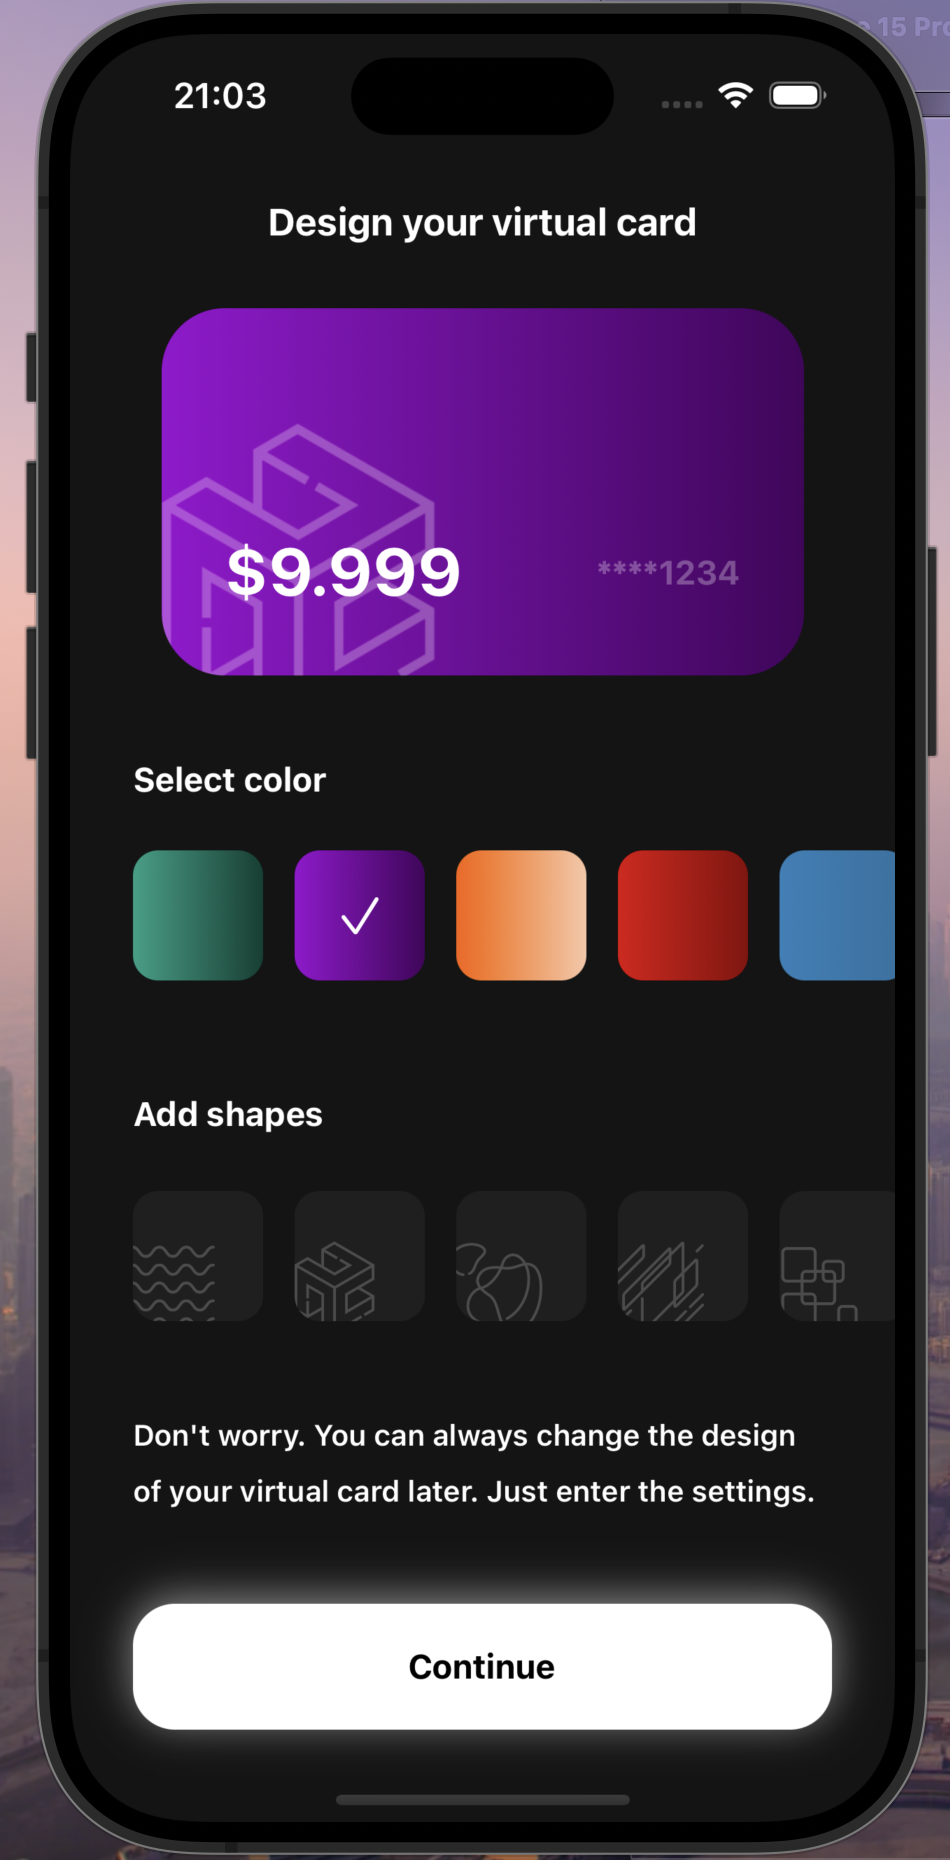 15 Pro
21:03
Design your virtual card
$9.999
****1234
Select color
Add shapes
Don't worry. You can always change the design
of your virtual card later. Just enter the settings.
Continue